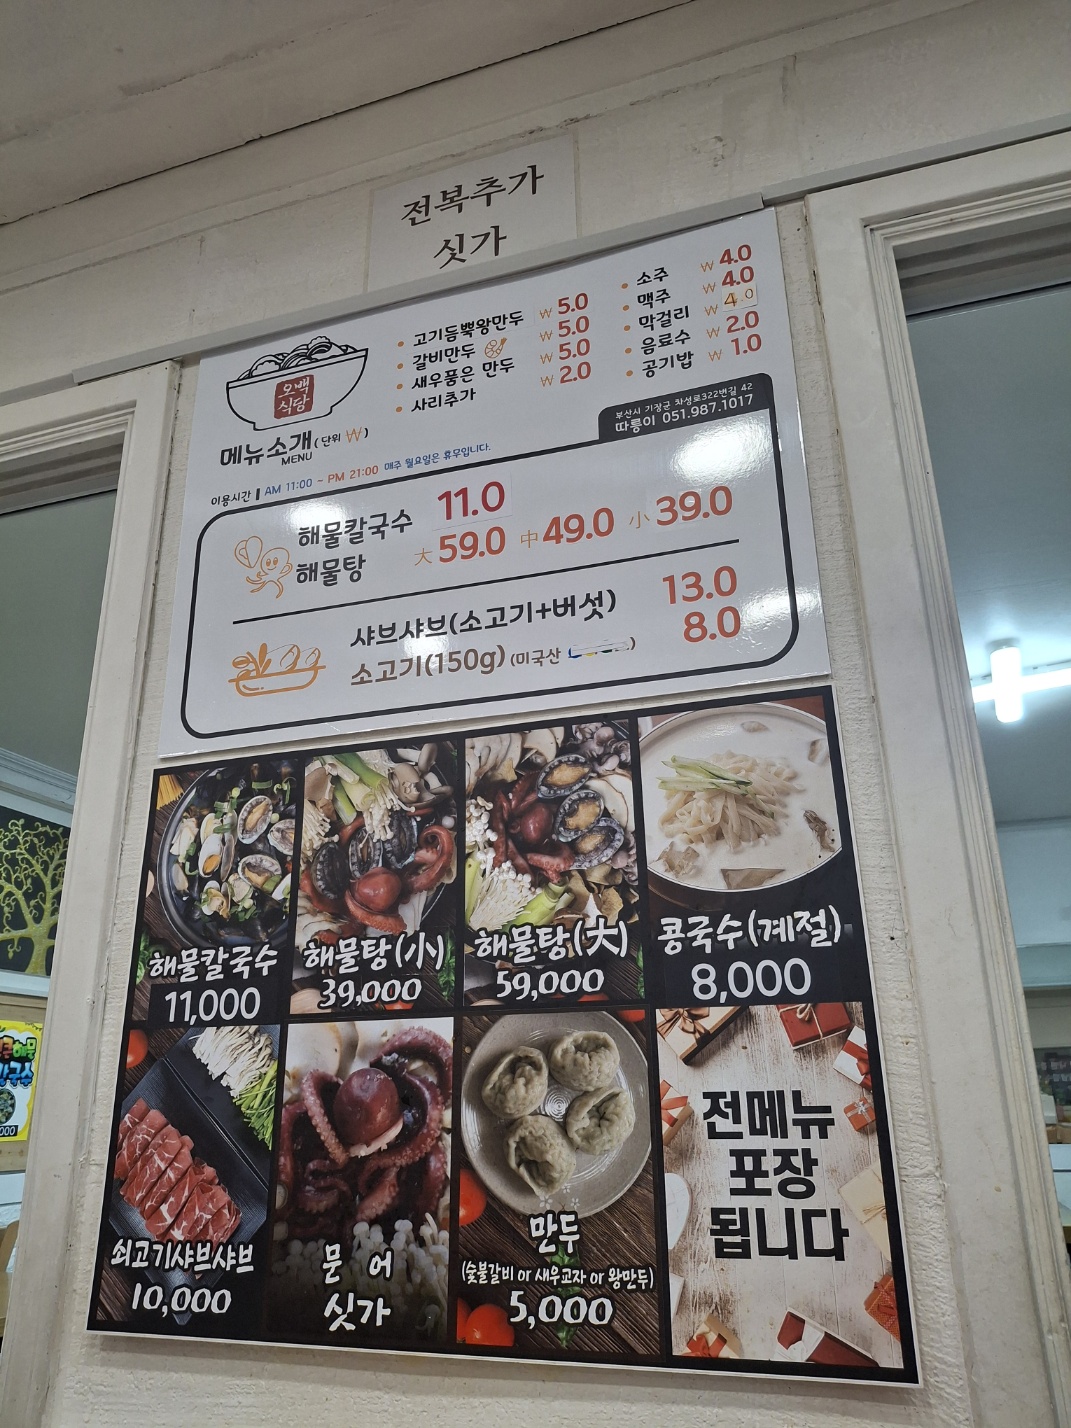 전복추가
싯가
고기듬뿍왕만두 ₩ 5.0
갈비만두 ₩ 5.0
새우품은 만두 ₩ 5.0
사리추가 ₩ 2.0
소주 ₩ 4.0
맥주 ₩ 4.0
막걸리 ₩ 4.0
음료수 ₩ 2.0
공기밥 ₩ 1.0
오백
식당
메뉴소개 (단위 ₩)
MENU
이용시간 AM 11:00 ~ PM 21:00 매주 월요일은 휴무입니다.
부산시 기장군 차성로322번길 42
따릉이 051.987.1017
해물칼국수 11.0
해물탕 大 59.0 中 49.0 小 39.0
샤브샤브(소고기+버섯) 13.0
소고기(150g) (미국산 ) 8.0
해물칼국수
11,000
해물탕(小)
39,000
해물탕(大)
59,000
콩국수(계절)
8,000
쇠고기샤브샤브
10,000
문어
싯가
만두
(숯불갈비 or 새우교자 or 왕만두)
5,000
전메뉴
포장
됩니다